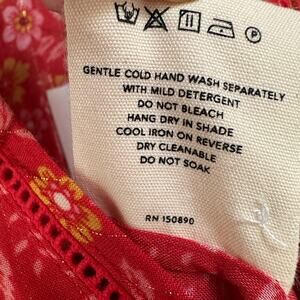 GENTLE COLD HAND WASH SEPARATELY
WITH MILD DETERGENT
DO NOT BLEACH
HANG DRY IN SHADE
COOL IRON ON REVERSE
DRY CLEANABLE
DO NOT SOAK
RN 150890